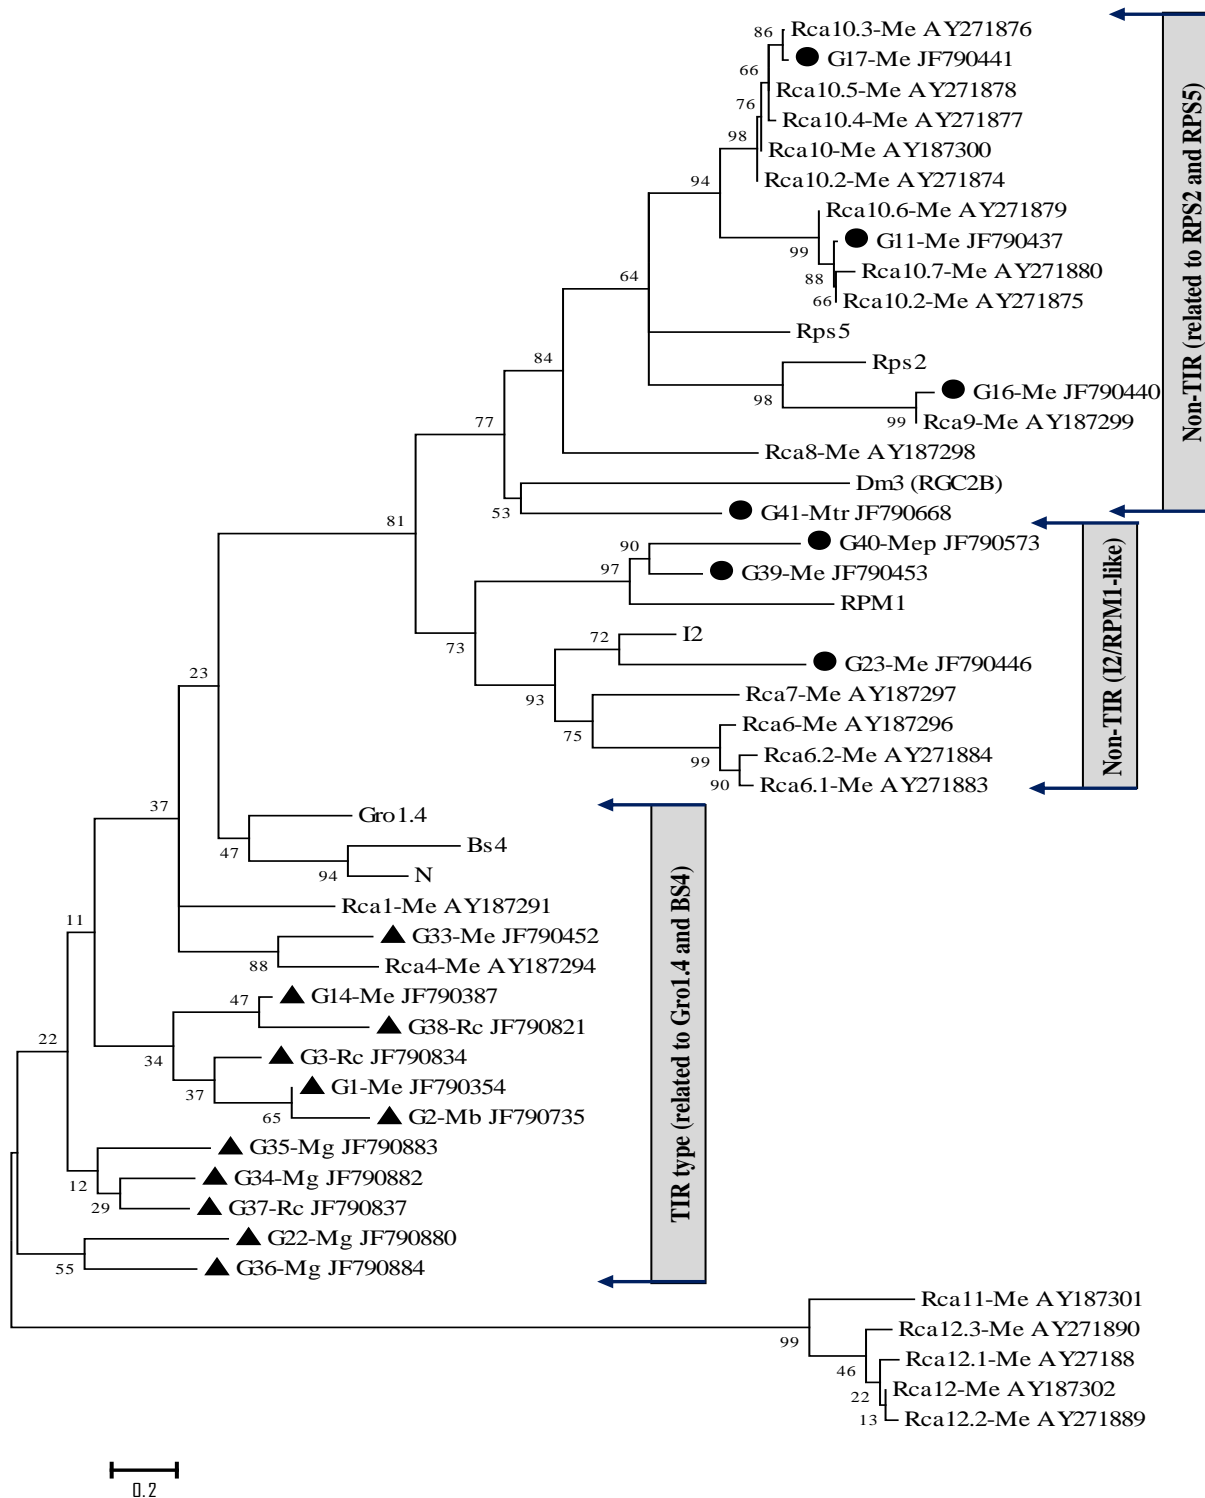 86
Rca10.3-Me AY271876
G17-Me JF790441
66
Rca10.5-Me AY271878
76
Rca10.4-Me AY271877
98
Rca10-Me AY187300
94
Rca10.2-Me AY271874
Rca10.6-Me AY271879
99
G11-Me JF790437
64
88
Rca10.7-Me AY271880
66
Rca10.2-Me AY271875
Rps5
84
Rps2
98
G16-Me JF790440
77
99
Rca9-Me AY187299
Rca8-Me AY187298
Dm3 (RGC2B)
53
G41-Mtr JF790668
Non-TIR (related to RPS2 and RPS5)
81
90
G40-Mep JF790573
97
G39-Me JF790453
RPM1
73
72
I2
G23-Me JF790446
23
93
Rca7-Me AY187297
75
Rca6-Me AY187296
99
Rca6.2-Me AY271884
90
Rca6.1-Me AY271883
Non-TIR (I2/RPM1-like)
37
Gro1.4
47
Bs4
94
N
11
Rca1-Me AY187291
G33-Me JF790452
88
Rca4-Me AY187294
47
G14-Me JF790387
G38-Rc JF790821
22
34
G3-Rc JF790834
37
G1-Me JF790354
65
G2-Mb JF790735
G35-Mg JF790883
12
G34-Mg JF790882
29
G37-Rc JF790837
G22-Mg JF790880
55
G36-Mg JF790884
TIR type (related to Gro1.4 and BS4)
Rca11-Me AY187301
99
Rca12.3-Me AY271890
46
Rca12.1-Me AY27188
22
Rca12-Me AY187302
13
Rca12.2-Me AY271889
0.2